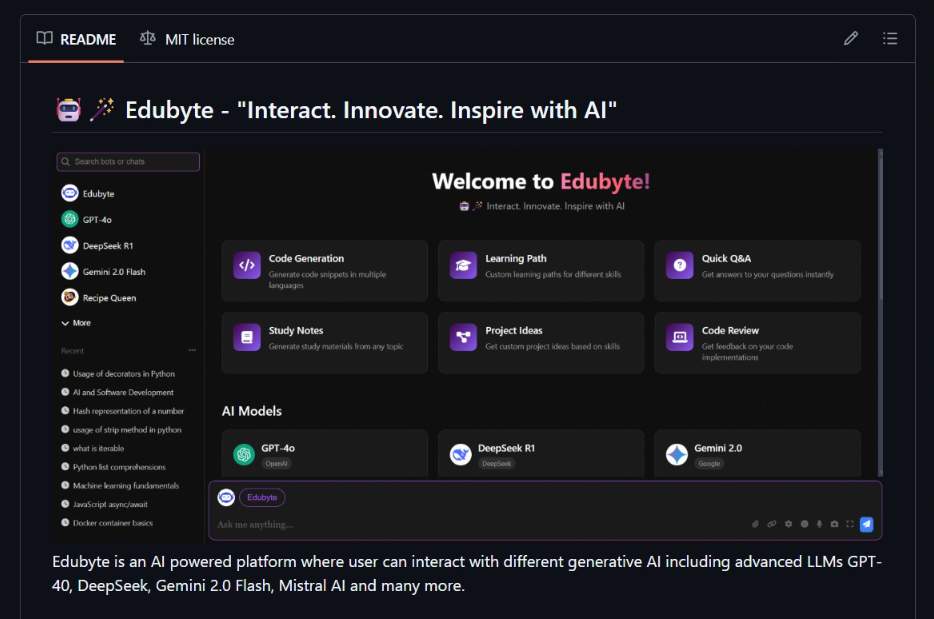 README
MIT license
Edubyte - "Interact. Innovate. Inspire with AI"
Search bots or chats
Edubyte
GPT-4o
DeepSeek R1
Gemini 2.0 Flash
Recipe Queen
More
Recent
Usage of decorators in Python
AI and Software Development
Hash representation of a number
usage of strip method in python
what is iterable
Python list comprehensions
Machine learning fundamentals
JavaScript async/await
Docker container basics
Welcome to Edubyte!
Interact. Innovate. Inspire with AI
Code Generation
Generate code snippets in multiple
languages
Learning Path
Custom learning paths for different skills
Quick Q&A
Get answers to your questions instantly
Study Notes
Generate study materials from any topic
Project Ideas
Get custom project ideas based on skills
Code Review
Get feedback on your code
implementations
AI Models
GPT-4o
OpenAI
DeepSeek R1
DeepSeek
Gemini 2.0
Google
Edubyte
Ask me anything...
Edubyte is an AI powered platform where user can interact with different generative AI including advanced LLMs GPT-
40, DeepSeek, Gemini 2.0 Flash, Mistral AI and many more.